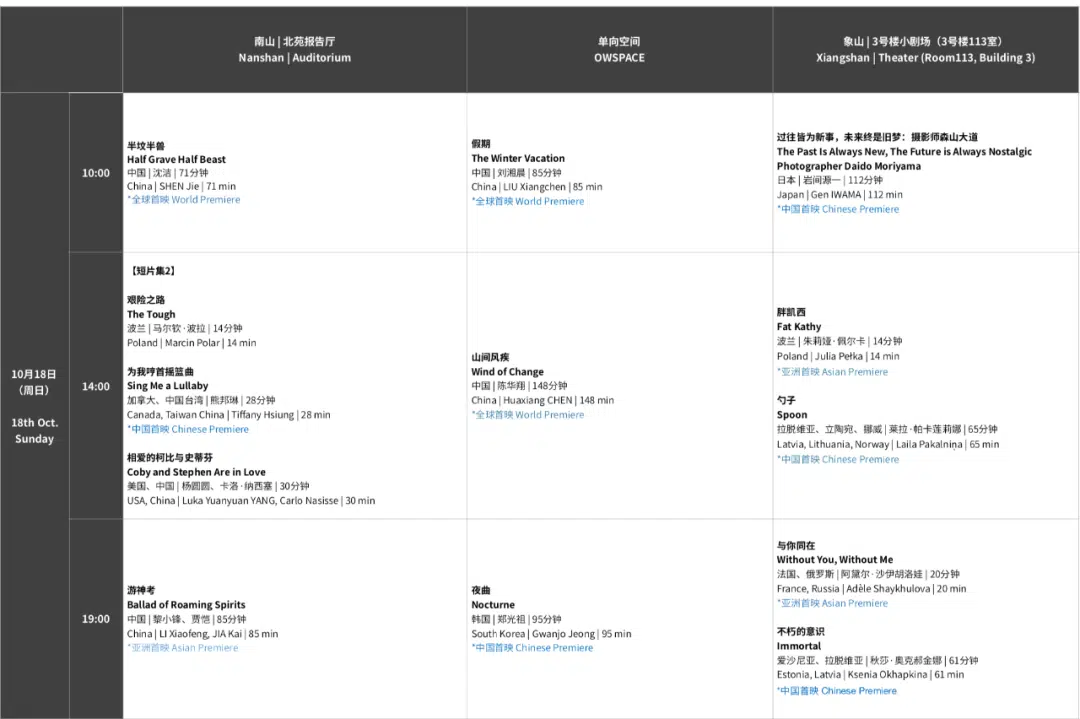 南山 | 北苑报告厅
Nanshan | Auditorium
单向空间
OWSPACE
象山 | 3号楼小剧场（3号楼113室）
Xiangshan | Theater (Room113, Building 3)
10月18日
（周日）
18th Oct.
Sunday
10:00
半坟半兽
Half Grave Half Beast
中国 | 沈洁 | 71分钟
China | SHEN Jie | 71 min
*全球首映 World Premiere
假期
The Winter Vacation
中国 | 刘湘晨 | 85分钟
China | LIU Xiangchen | 85 min
*全球首映 World Premiere
过往皆为新事，未来终是旧梦：摄影师森山大道
The Past Is Always New, The Future is Always Nostalgic
Photographer Daido Moriyama
日本 | 岩间源一 | 112分钟
Japan | Gen IWAMA | 112 min
*中国首映 Chinese Premiere
14:00
【短片集2】
艰险之路
The Tough
波兰 | 马尔钦·波拉 | 14分钟
Poland | Marcin Polar | 14 min
为我哼首摇篮曲
Sing Me a Lullaby
加拿大、中国台湾 | 熊邦琳 | 28分钟
Canada, Taiwan China | Tiffany Hsiung | 28 min
*中国首映 Chinese Premiere
相爱的柯比与史蒂芬
Coby and Stephen Are in Love
美国、中国 | 杨圆圆、卡洛·纳西塞 | 30分钟
USA, China | Luka Yuanyuan YANG, Carlo Nasisse | 30 min
山间风疾
Wind of Change
中国 | 陈华翔 | 148分钟
China | Huaxiang CHEN | 148 min
*全球首映 World Premiere
胖凯西
Fat Kathy
波兰 | 朱莉娅·佩尔卡 | 14分钟
Poland | Julia Pełka | 14 min
*亚洲首映 Asian Premiere
勺子
Spoon
拉脱维亚、立陶宛、挪威 | 莱拉·帕卡莲莉娜 | 65分钟
Latvia, Lithuania, Norway | Laila Pakalniņa | 65 min
*中国首映 Chinese Premiere
19:00
游神考
Ballad of Roaming Spirits
中国 | 黎小锋、贾恺 | 85分钟
China | LI Xiaofeng, JIA Kai | 85 min
*亚洲首映 Asian Premiere
夜曲
Nocturne
韩国 | 郑光祖 | 95分钟
South Korea | Gwanjo Jeong | 95 min
*中国首映 Chinese Premiere
与你同在
Without You, Without Me
法国、俄罗斯 | 阿黛尔·沙伊胡洛娃 | 20分钟
France, Russia | Adèle Shaykhulova | 20 min
*亚洲首映 Asian Premiere
不朽的意识
Immortal
爱沙尼亚、拉脱维亚 | 秋莎·奥克郝金娜 | 61分钟
Estonia, Latvia | Ksenia Okhapkina | 61 min
*中国首映 Chinese Premiere